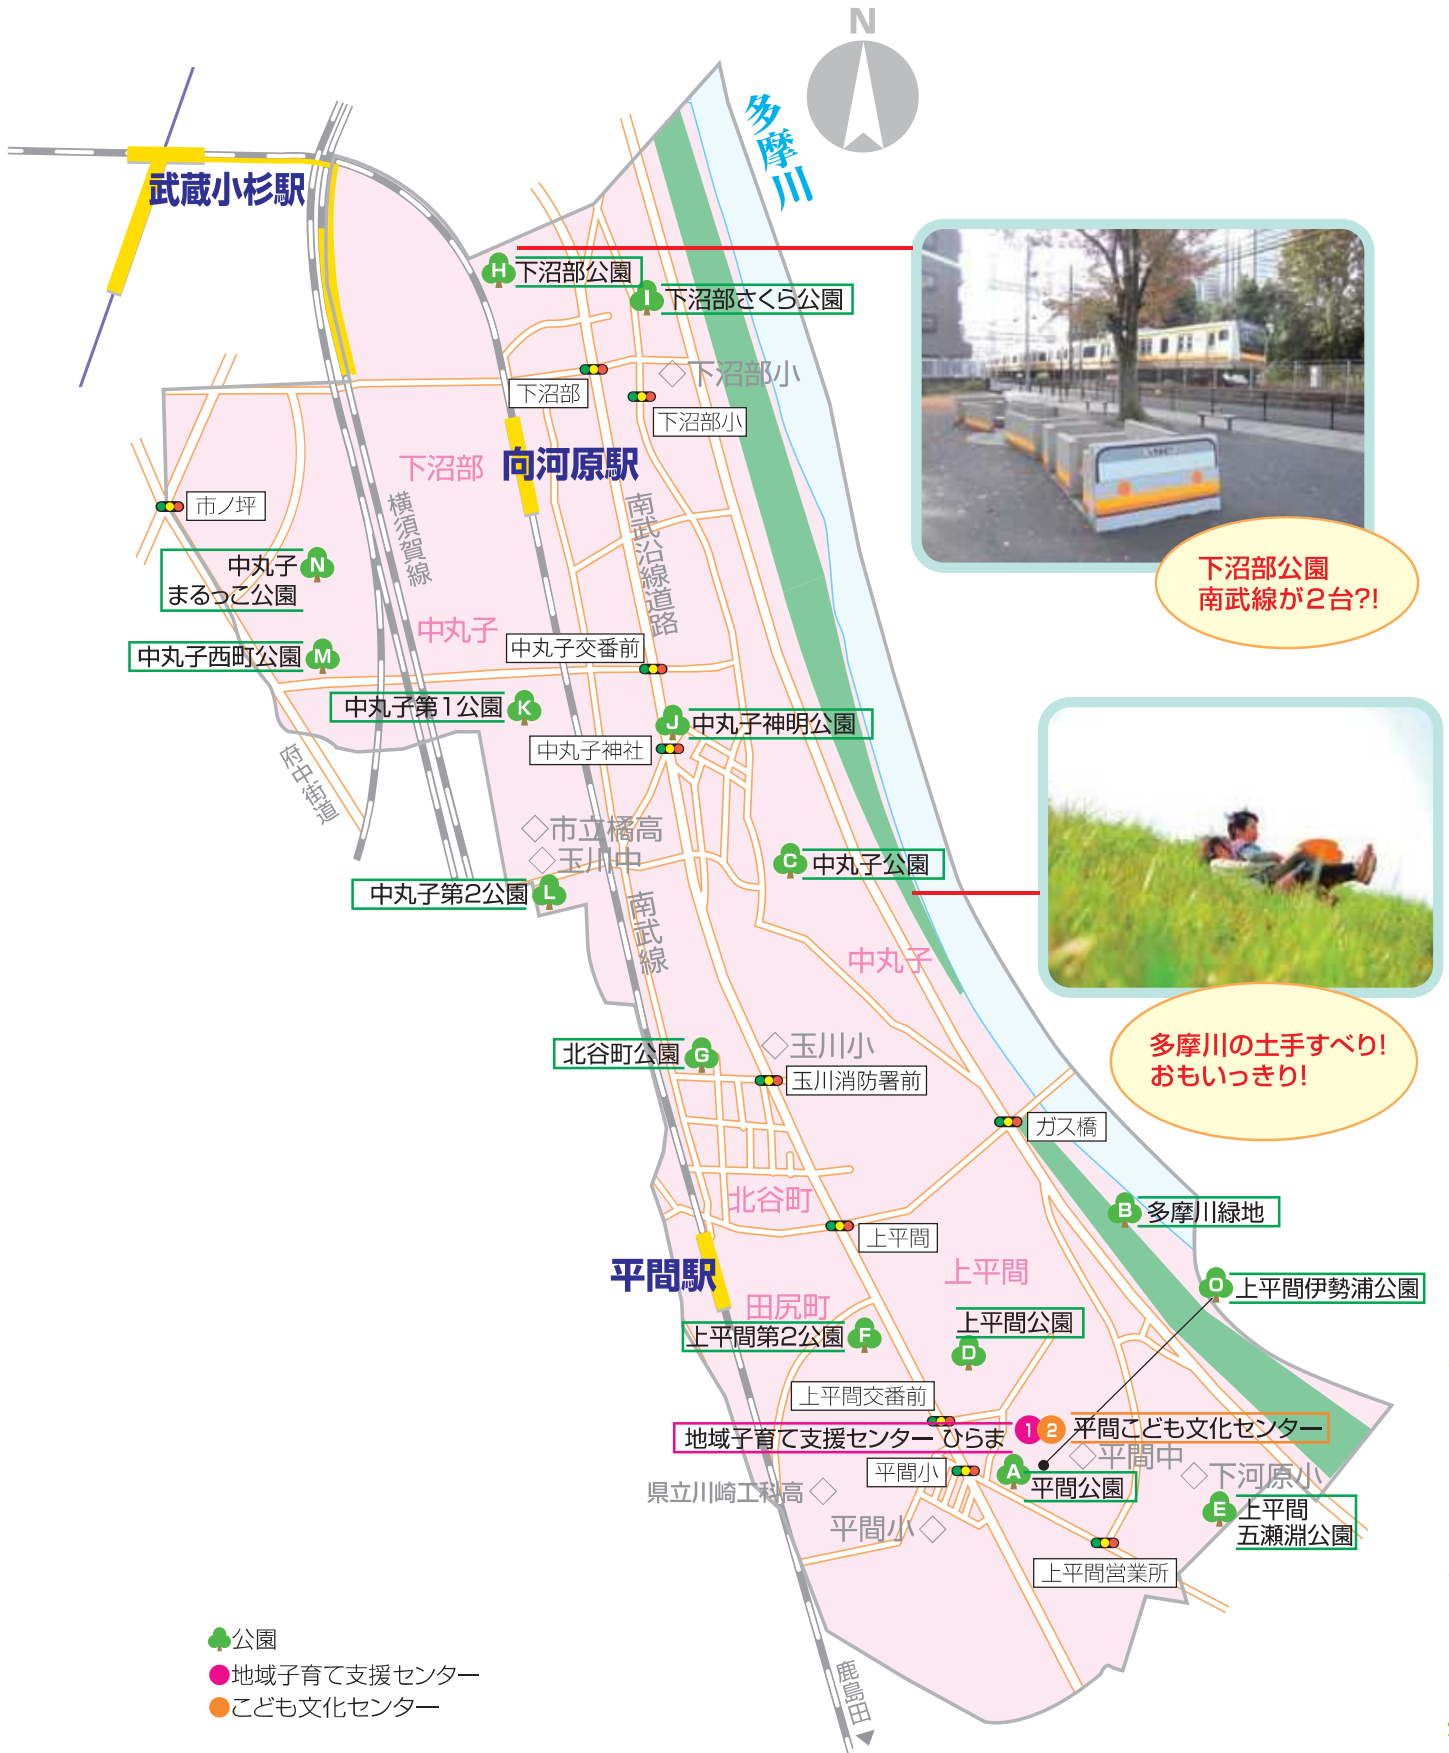 N
多摩川
武蔵小杉駅
H
下沼部公園
I
下沼部さくら公園
下沼部小
下沼部
下沼部小
下沼部
向河原駅
市ノ坪
横須賀線
南武沿線道路
下沼部公園
南武線が2台?!
N
中丸子
まるっこ公園
中丸子
中丸子交番前
M
中丸子西町公園
K
中丸子第1公園
J
中丸子神明公園
中丸子神社
府中街道
市立橘高
玉川中
C
中丸子公園
L
中丸子第2公園
南武線
中丸子
北谷町公園
G
玉川小
玉川消防署前
多摩川の土手すべり!
おもいっきり!
ガス橋
北谷町
B
多摩川緑地
上平間
平間駅
上平間
O
上平間伊勢浦公園
田尻町
上平間第2公園
F
上平間公園
D
上平間交番前
地域子育て支援センター ひらま
1
2
平間こども文化センター
平間中
平間小
A
平間公園
下河原小
県立川崎工科高
平間小
E
上平間
五瀬淵公園
上平間営業所
公園
地域子育て支援センター
こども文化センター
鹿島田